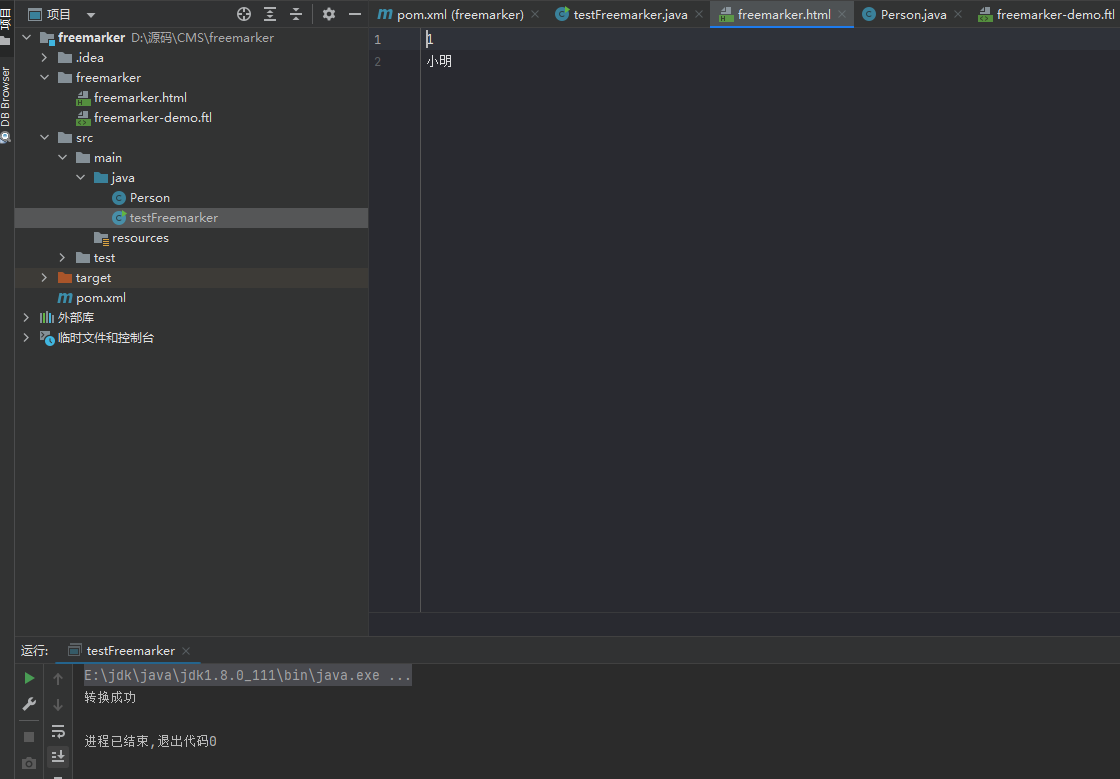 项目
pom.xml (freemarker)
testFreemarker.java
freemarker.html
Person.java
freemarker-demo.ftl
项目
DB Browser
freemarker D:\源码\CMS\freemarker
.idea
freemarker
freemarker.html
freemarker-demo.ftl
src
main
java
Person
testFreemarker
resources
test
target
pom.xml
外部库
临时文件和控制台
1 1
2 小明
运行: testFreemarker
E:\jdk\java\jdk1.8.0_111\bin\java.exe ...
转换成功
进程已结束,退出代码0